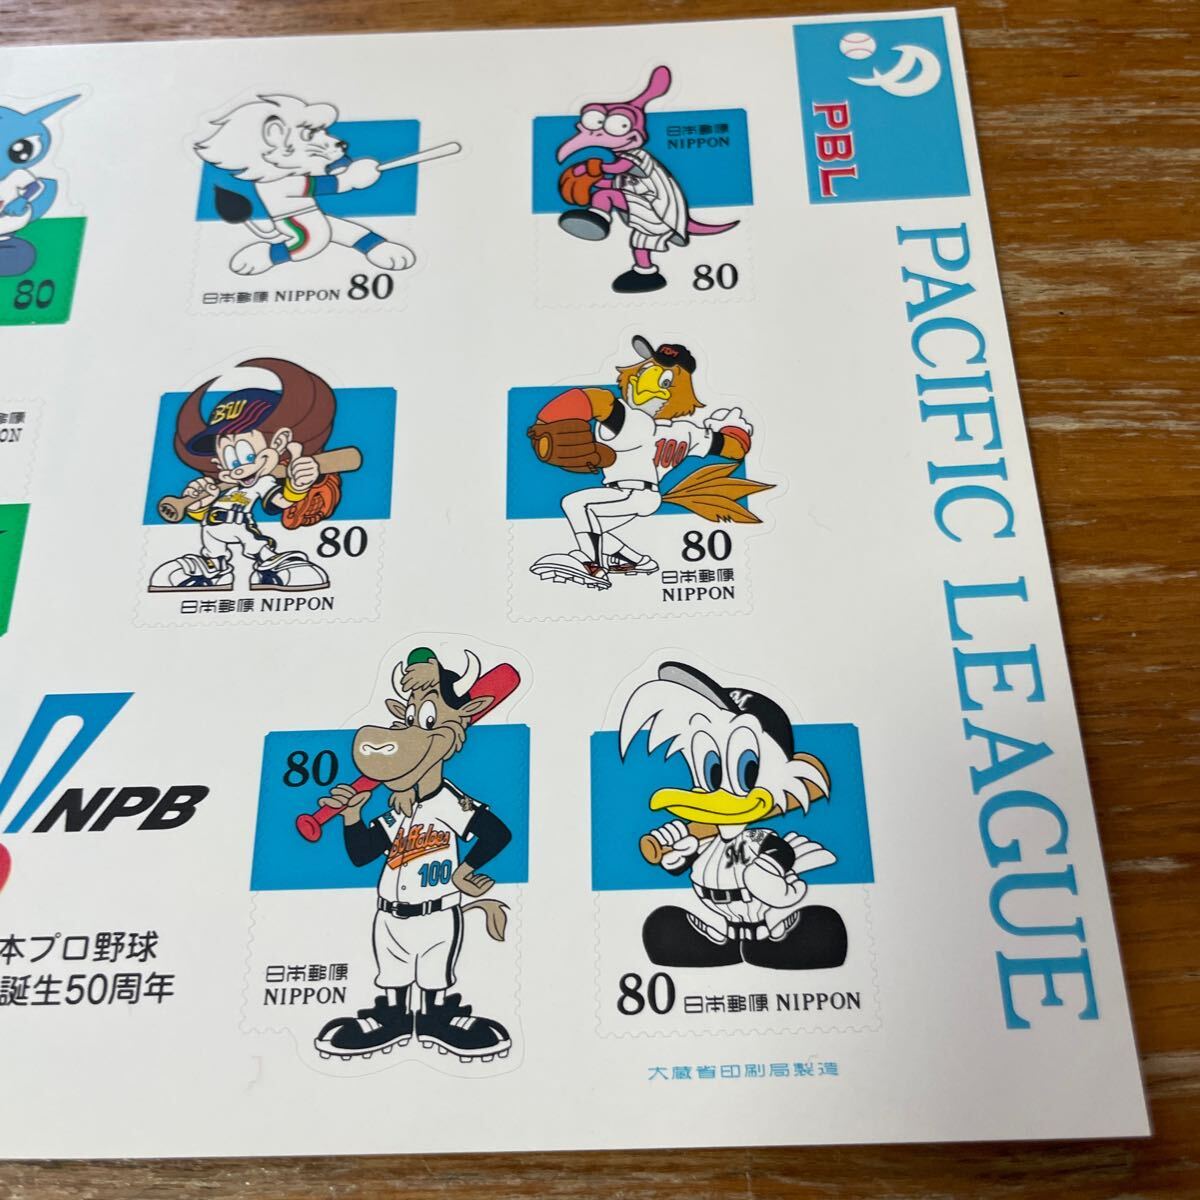 PBL
PACIFIC LEAGUE
80
日本郵便 NIPPON 80
日本郵便
NIPPON
80
郵便
PON
BW
80
日本郵便 NIPPON
FDH
100
80
日本郵便
NIPPON
NPB
本プロ野球
誕生50周年
80
Buffaloes
100
日本郵便
NIPPON
M
M
80 日本郵便 NIPPON
大蔵省印刷局製造